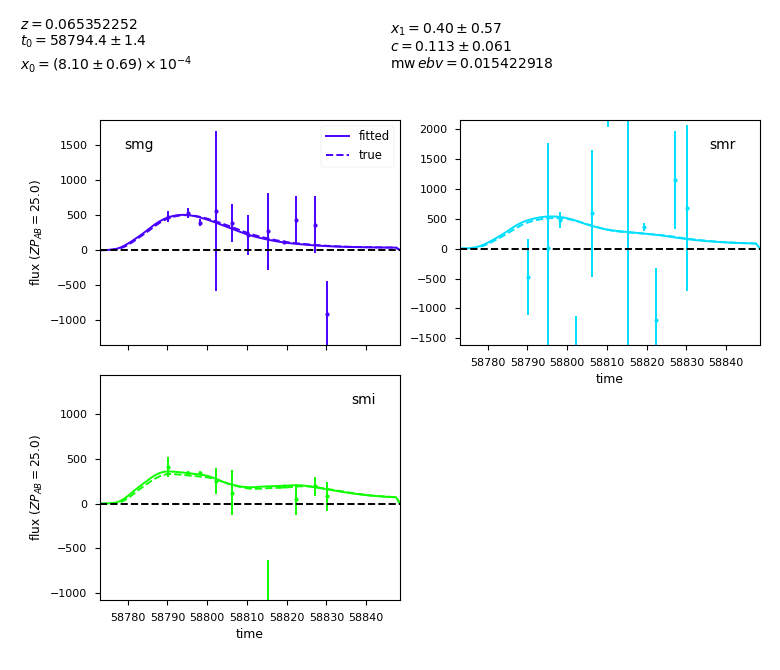 z = 0.065352252
t₀ = 58794.4 ± 1.4
x₀ = (8.10 ± 0.69) × 10⁻⁴
x₁ = 0.40 ± 0.57
c = 0.113 ± 0.061
mw ebv = 0.015422918
smg
fitted
true
1500
1000
500
0
−500
−1000
flux (ZP_AB = 25.0)
smr
2000
1500
1000
500
0
−500
−1000
−1500
58780 58790 58800 58810 58820 58830 58840
time
smi
1000
500
0
−500
−1000
flux (ZP_AB = 25.0)
58780 58790 58800 58810 58820 58830 58840
time